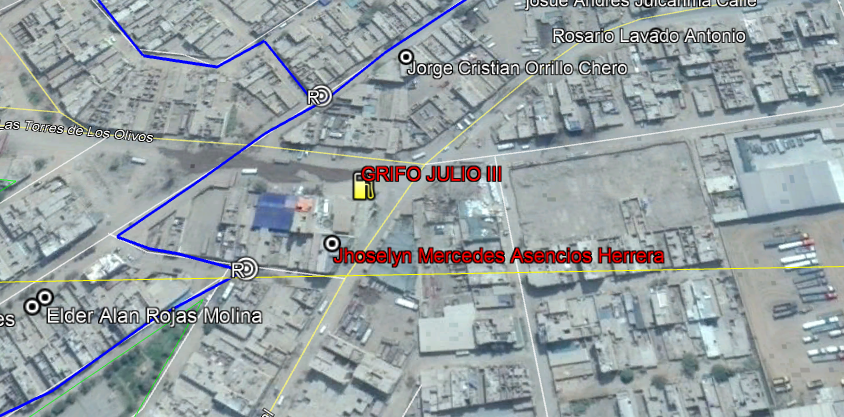 Josue Andres Julcarima Calle
Rosario Lavado Antonio
Jorge Cristian Orrillo Chero
R
Las Torres de Los Olivos
GRIFO JULIO III
Jhoselyn Mercedes Asencios Herrera
R
es
Elder Alan Rojas Molina